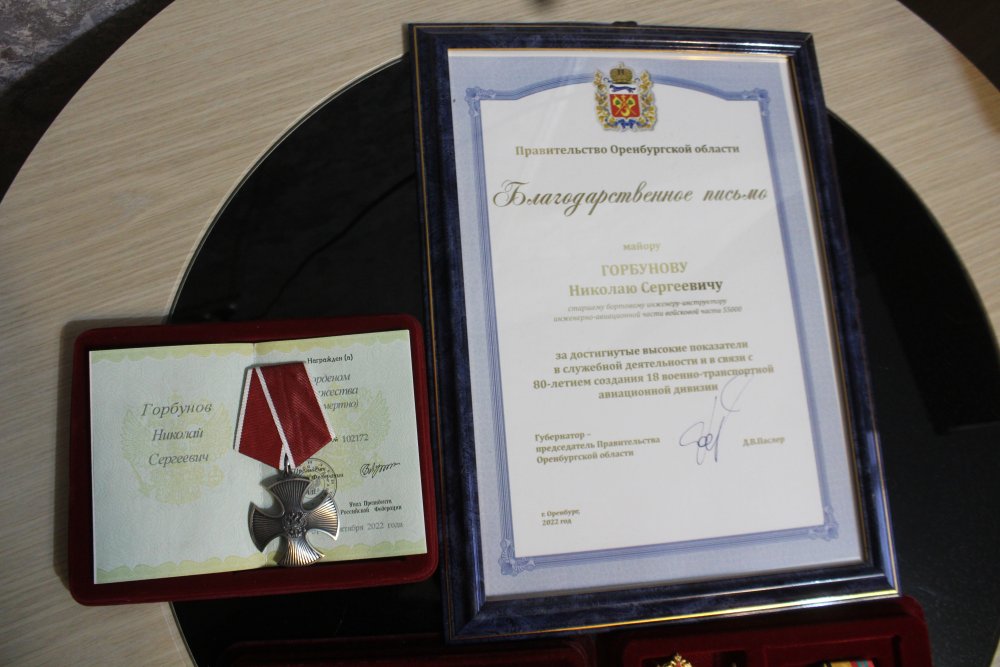 Горбунов
Николай
Сергеевич
Награжден (а)
орденом
102172
Указ Президента
Российской Федерации
2022 года
Правительство Оренбургской области
Благодарственное письмо
майору
ГОРБУНОВУ
Николаю Сергеевичу
старшему бортовому инженеру-инструктору
инженерно-авиационной части войсковой части 55000
за достигнутые высокие показатели
в служебной деятельности и в связи с
80-летием создания 18 военно-транспортной
авиационной дивизии
Губернатор –
председатель Правительства
Оренбургской области
Д.В.Паслер
г. Оренбург,
2022 год